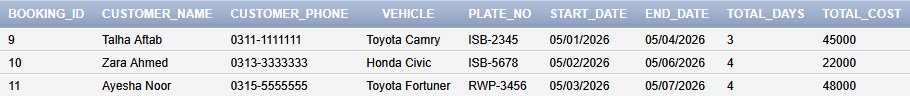 BOOKING_ID CUSTOMER_NAME CUSTOMER_PHONE VEHICLE PLATE_NO START_DATE END_DATE TOTAL_DAYS TOTAL_COST
9 Talha Aftab 0311-1111111 Toyota Camry ISB-2345 05/01/2026 05/04/2026 3 45000
10 Zara Ahmed 0313-3333333 Honda Civic ISB-5678 05/02/2026 05/06/2026 4 22000
11 Ayesha Noor 0315-5555555 Toyota Fortuner RWP-3456 05/03/2026 05/07/2026 4 48000